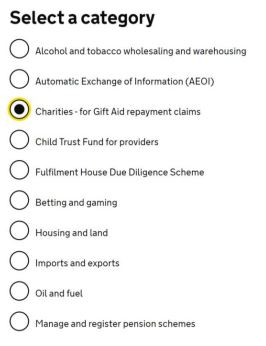 Select a category
Alcohol and tobacco wholesaling and warehousing
Automatic Exchange of Information (AEOI)
Charities - for Gift Aid repayment claims
Child Trust Fund for providers
Fulfilment House Due Diligence Scheme
Betting and gaming
Housing and land
Imports and exports
Oil and fuel
Manage and register pension schemes